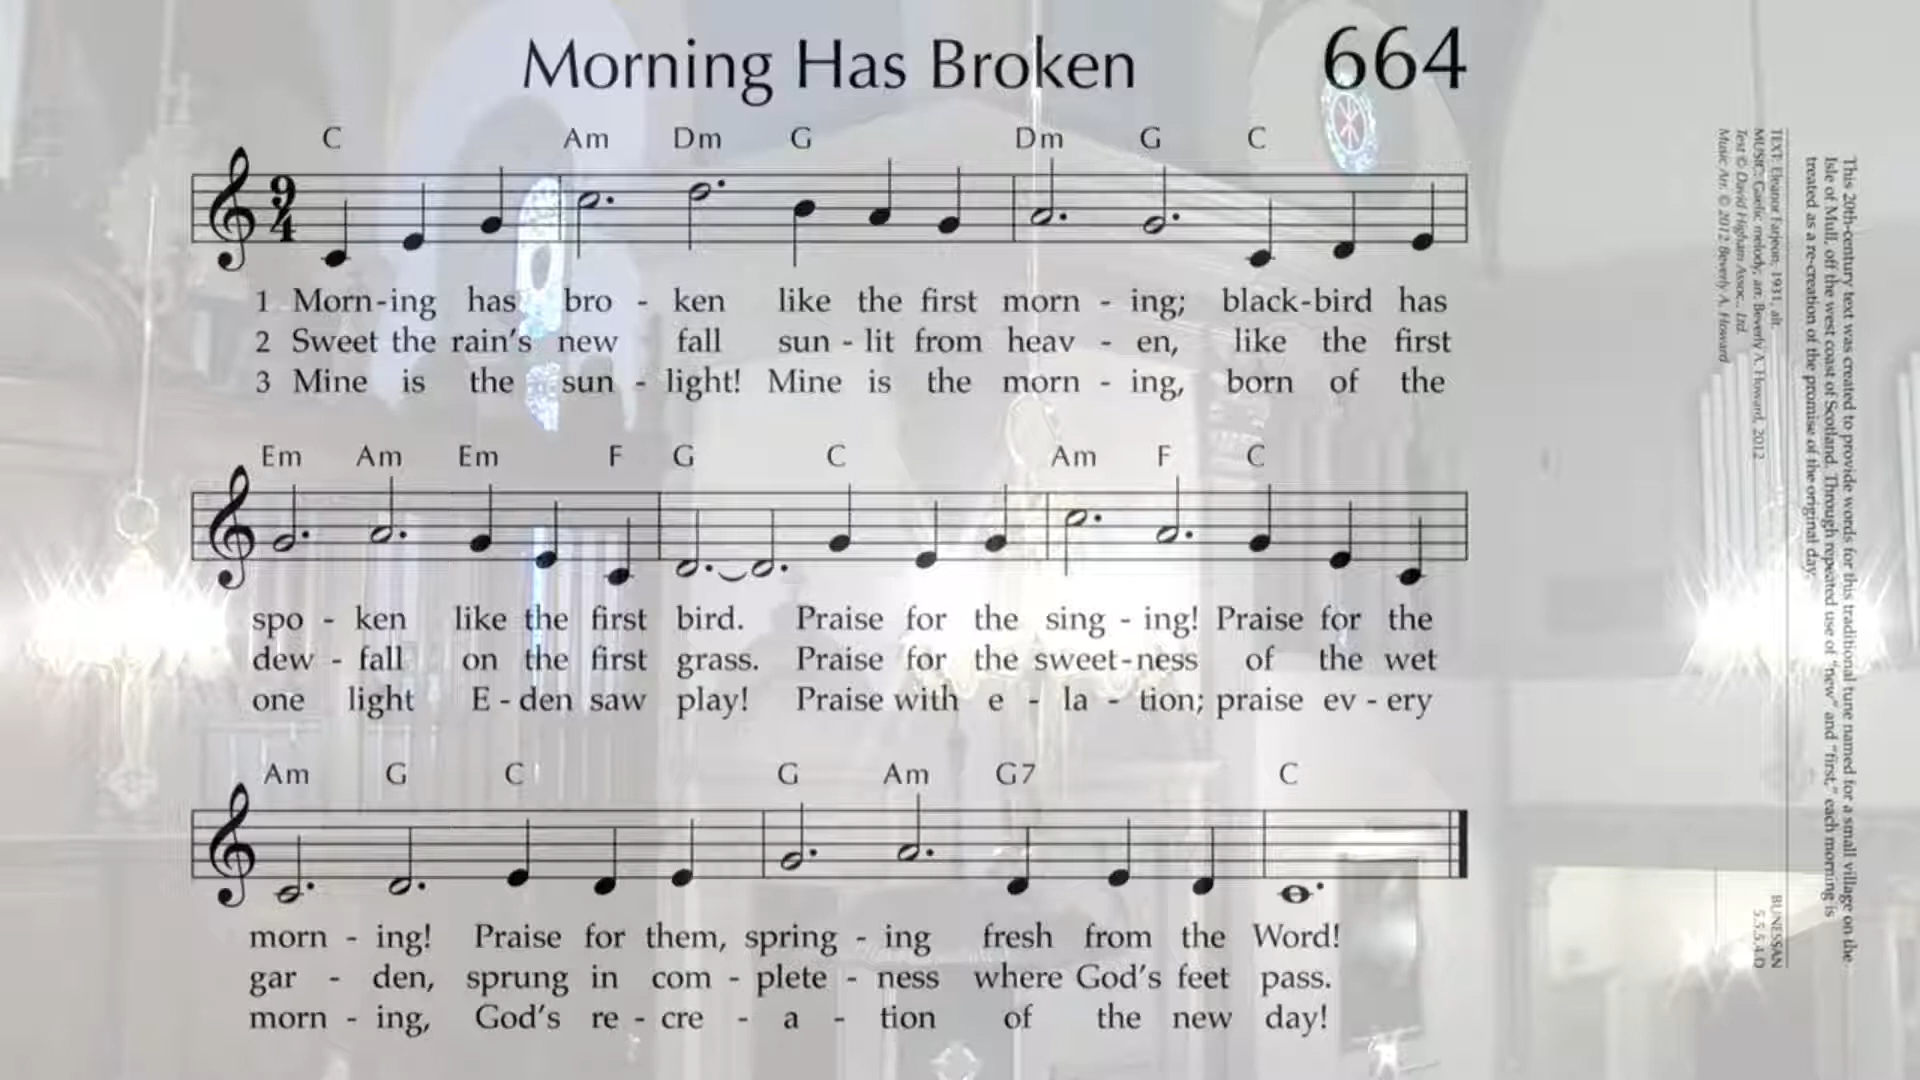 Morning Has Broken 664
C Am Dm G Dm G C
9
4
1 Morn-ing has bro - ken like the first morn - ing; black-bird has
2 Sweet the rain's new fall sun - lit from heav - en, like the first
3 Mine is the sun - light! Mine is the morn - ing, born of the
Em Am Em F G C Am F C
spo - ken like the first bird. Praise for the sing - ing! Praise for the
dew - fall on the first grass. Praise for the sweet-ness of the wet
one light E - den saw play! Praise with e - la - tion; praise ev - ery
Am G C G Am G7 C
morn - ing! Praise for them, spring - ing fresh from the Word!
gar - den, sprung in com - plete - ness where God's feet pass.
morn - ing, God's re - cre - a - tion of the new day!
This 20th-century text was created to provide words for this traditional tune named for a small village on the
Isle of Mull, off the west coast of Scotland. Through repeated use of "new" and "first," each morning is
treated as a re-creation of the promise of the original day.
TEXT: Eleanor Farjeon, 1931, alt.
MUSIC: Gaelic melody; arr. Beverly A. Howard, 2012
Text © David Higham Assoc., Ltd.
Music Arr. © 2012 Beverly A. Howard
BUNESSAN
5.5.5.4.D